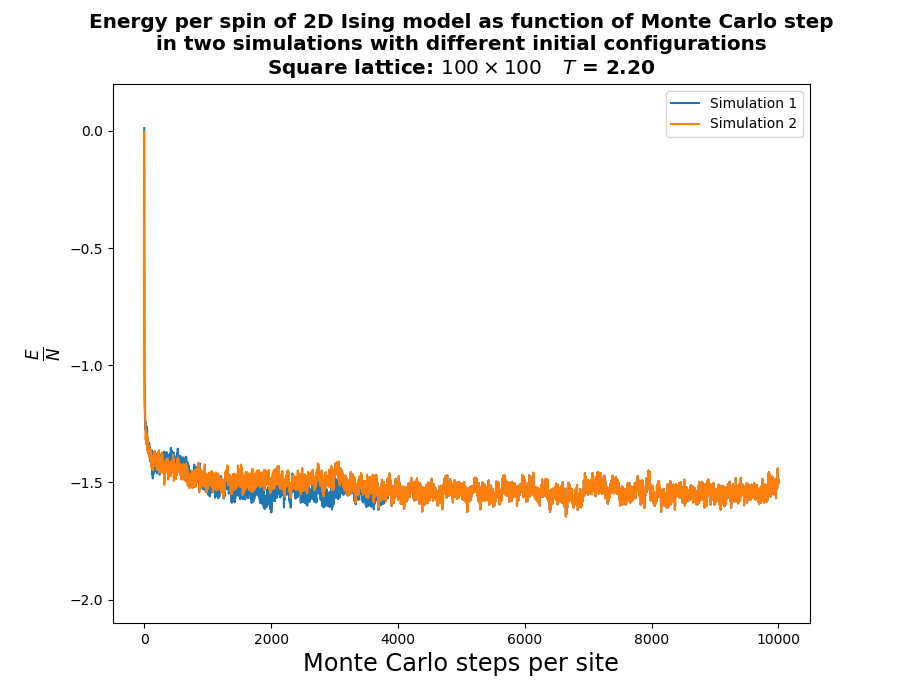 Energy per spin of 2D Ising model as function of Monte Carlo step
in two simulations with different initial configurations
Square lattice: 100 × 100 T = 2.20
Simulation 1
Simulation 2
0.0
−0.5
−1.0
−1.5
−2.0
E
N
0 2000 4000 6000 8000 10000
Monte Carlo steps per site